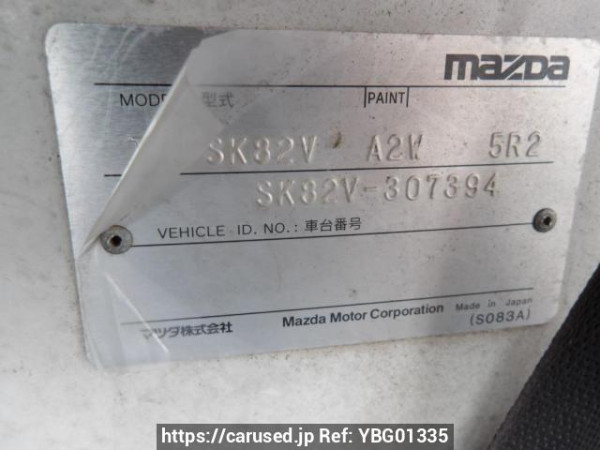 mazda
MODE 型式 PAINT
SK82V A2W 5R2
SK82V-307394
VEHICLE ID. NO.: 車台番号
マツダ株式会社 Mazda Motor Corporation Made in Japan
(S083A)
https://carused.jp Ref: YBG01335